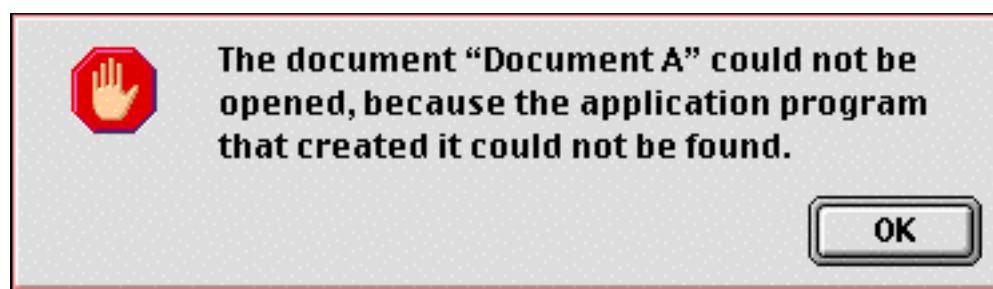 The document “Document A” could not be
opened, because the application program
that created it could not be found.
OK